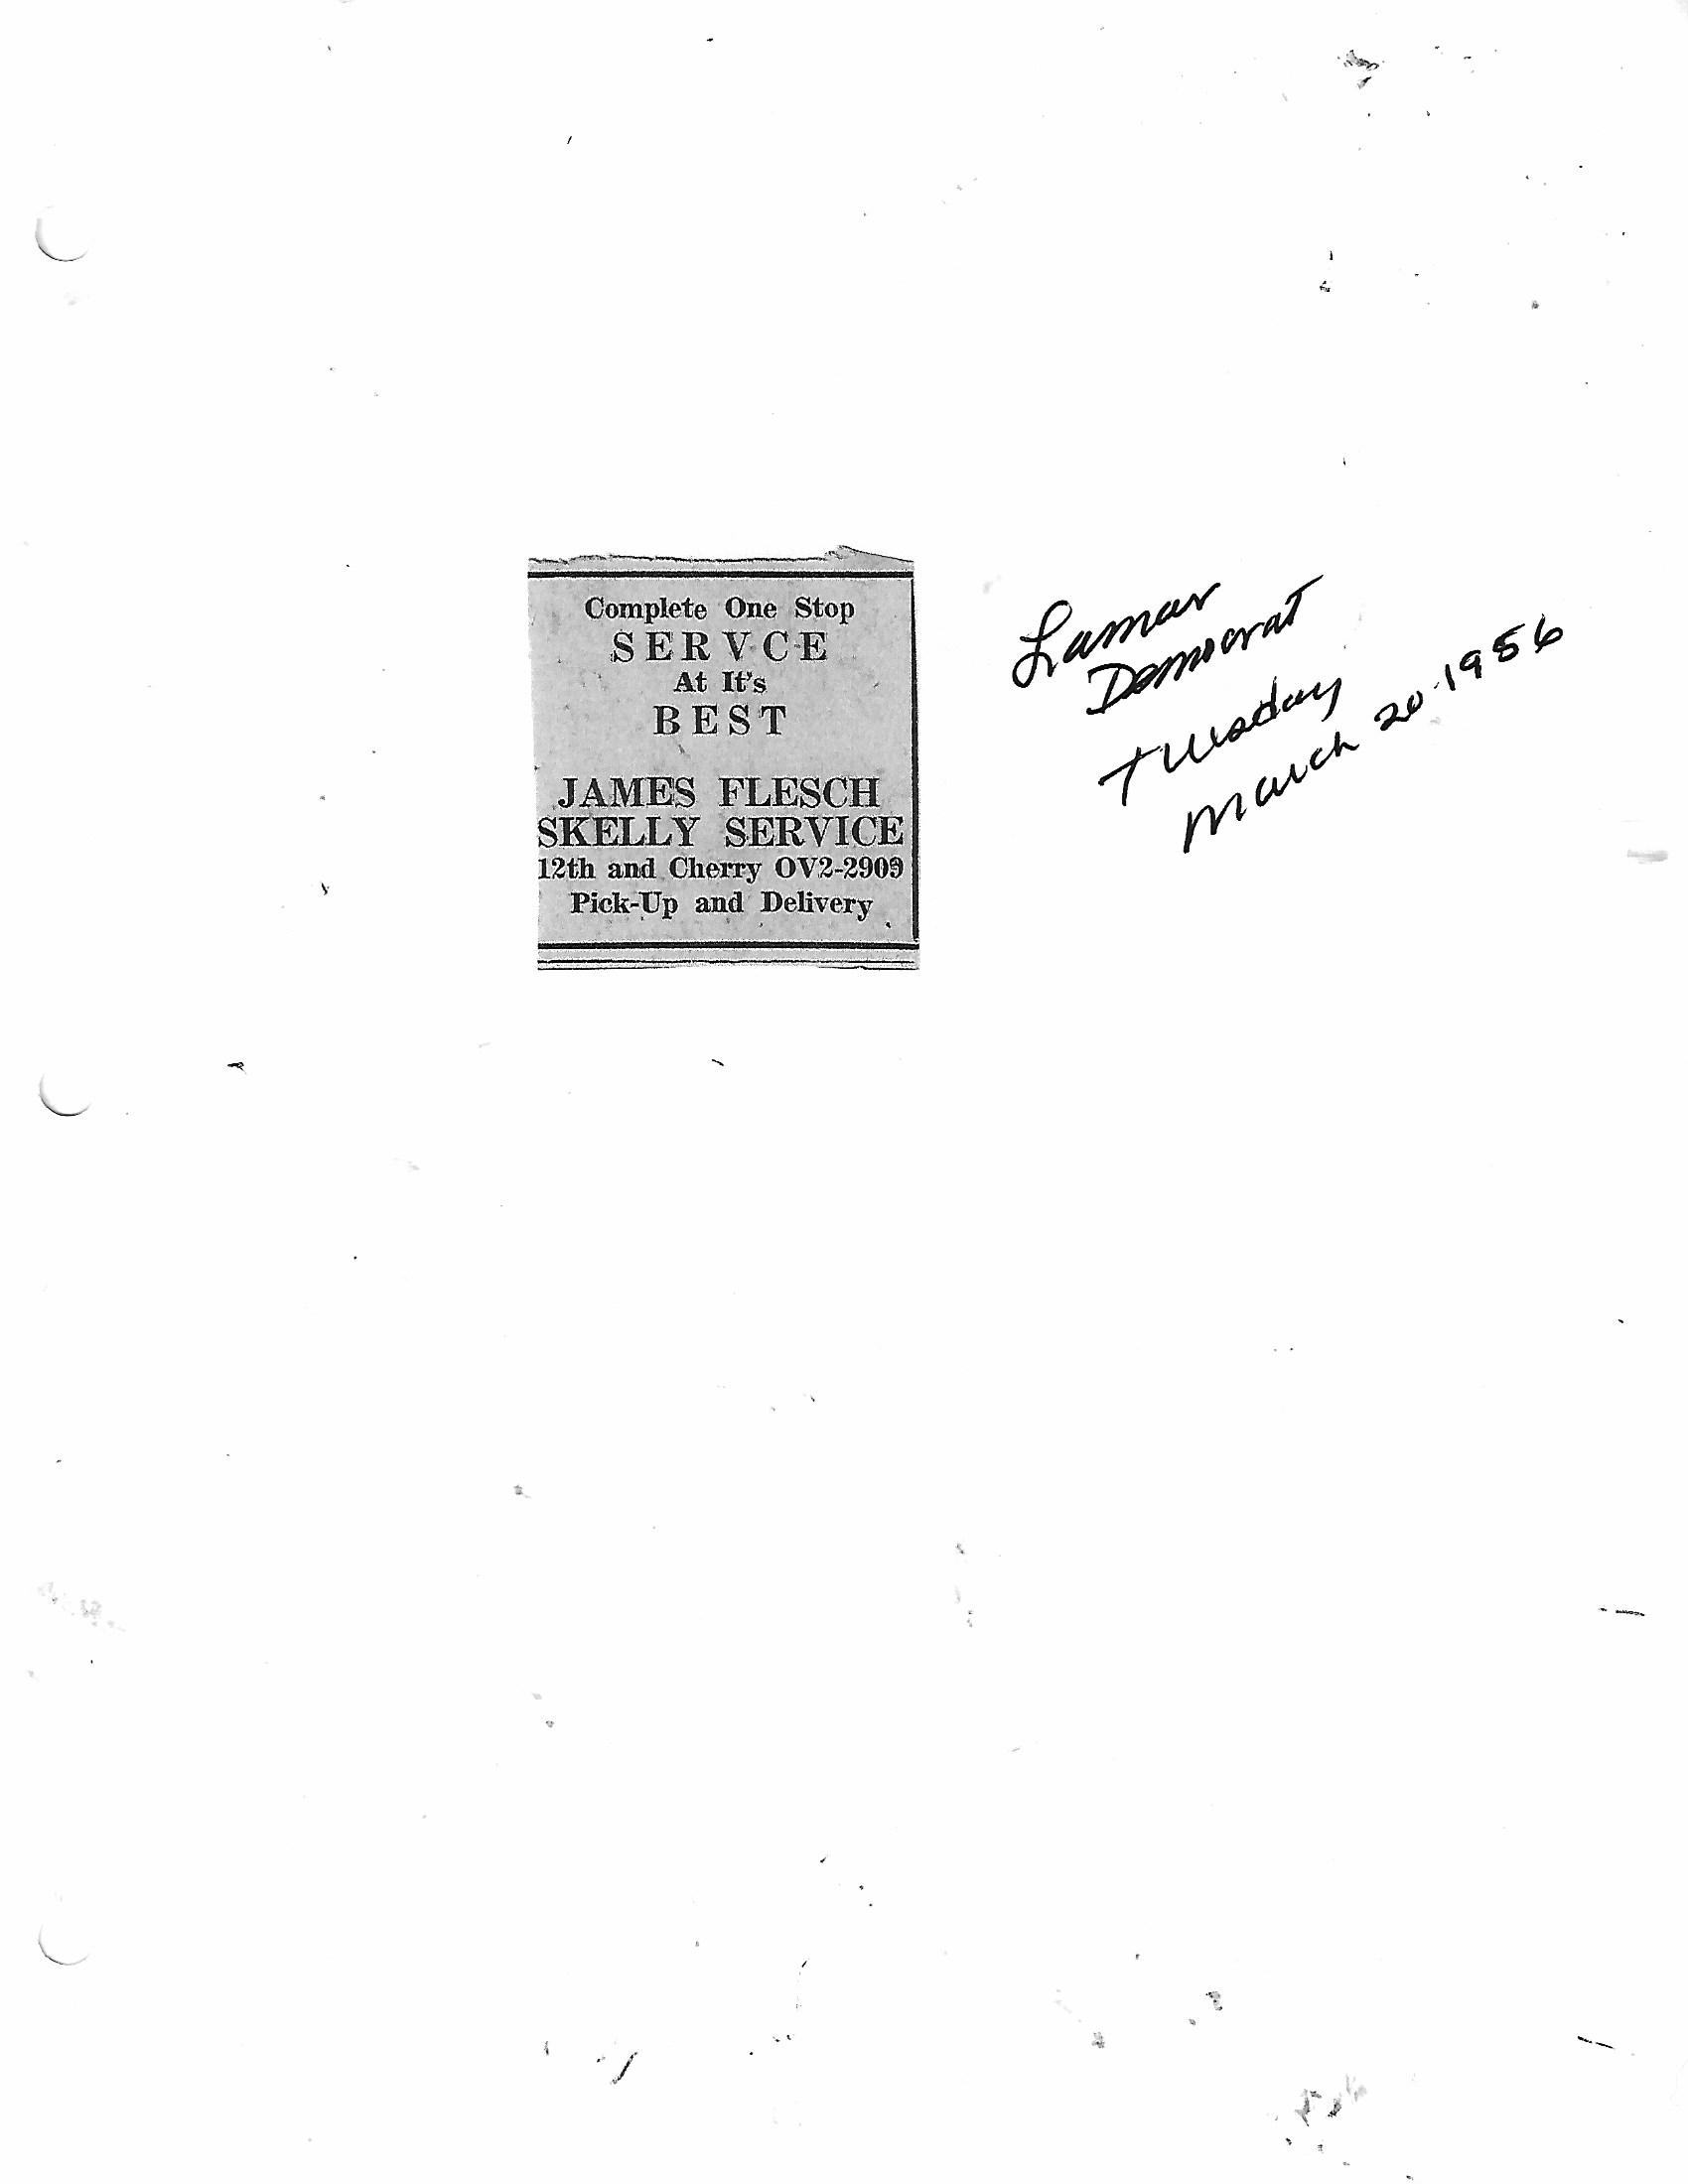 Complete One Stop
SERVCE
At It's
BEST
JAMES FLESCH
SKELLY SERVICE
12th and Cherry OV2-2909
Pick-Up and Delivery
Lamar
Democrat
Tuesday
March 20-1956